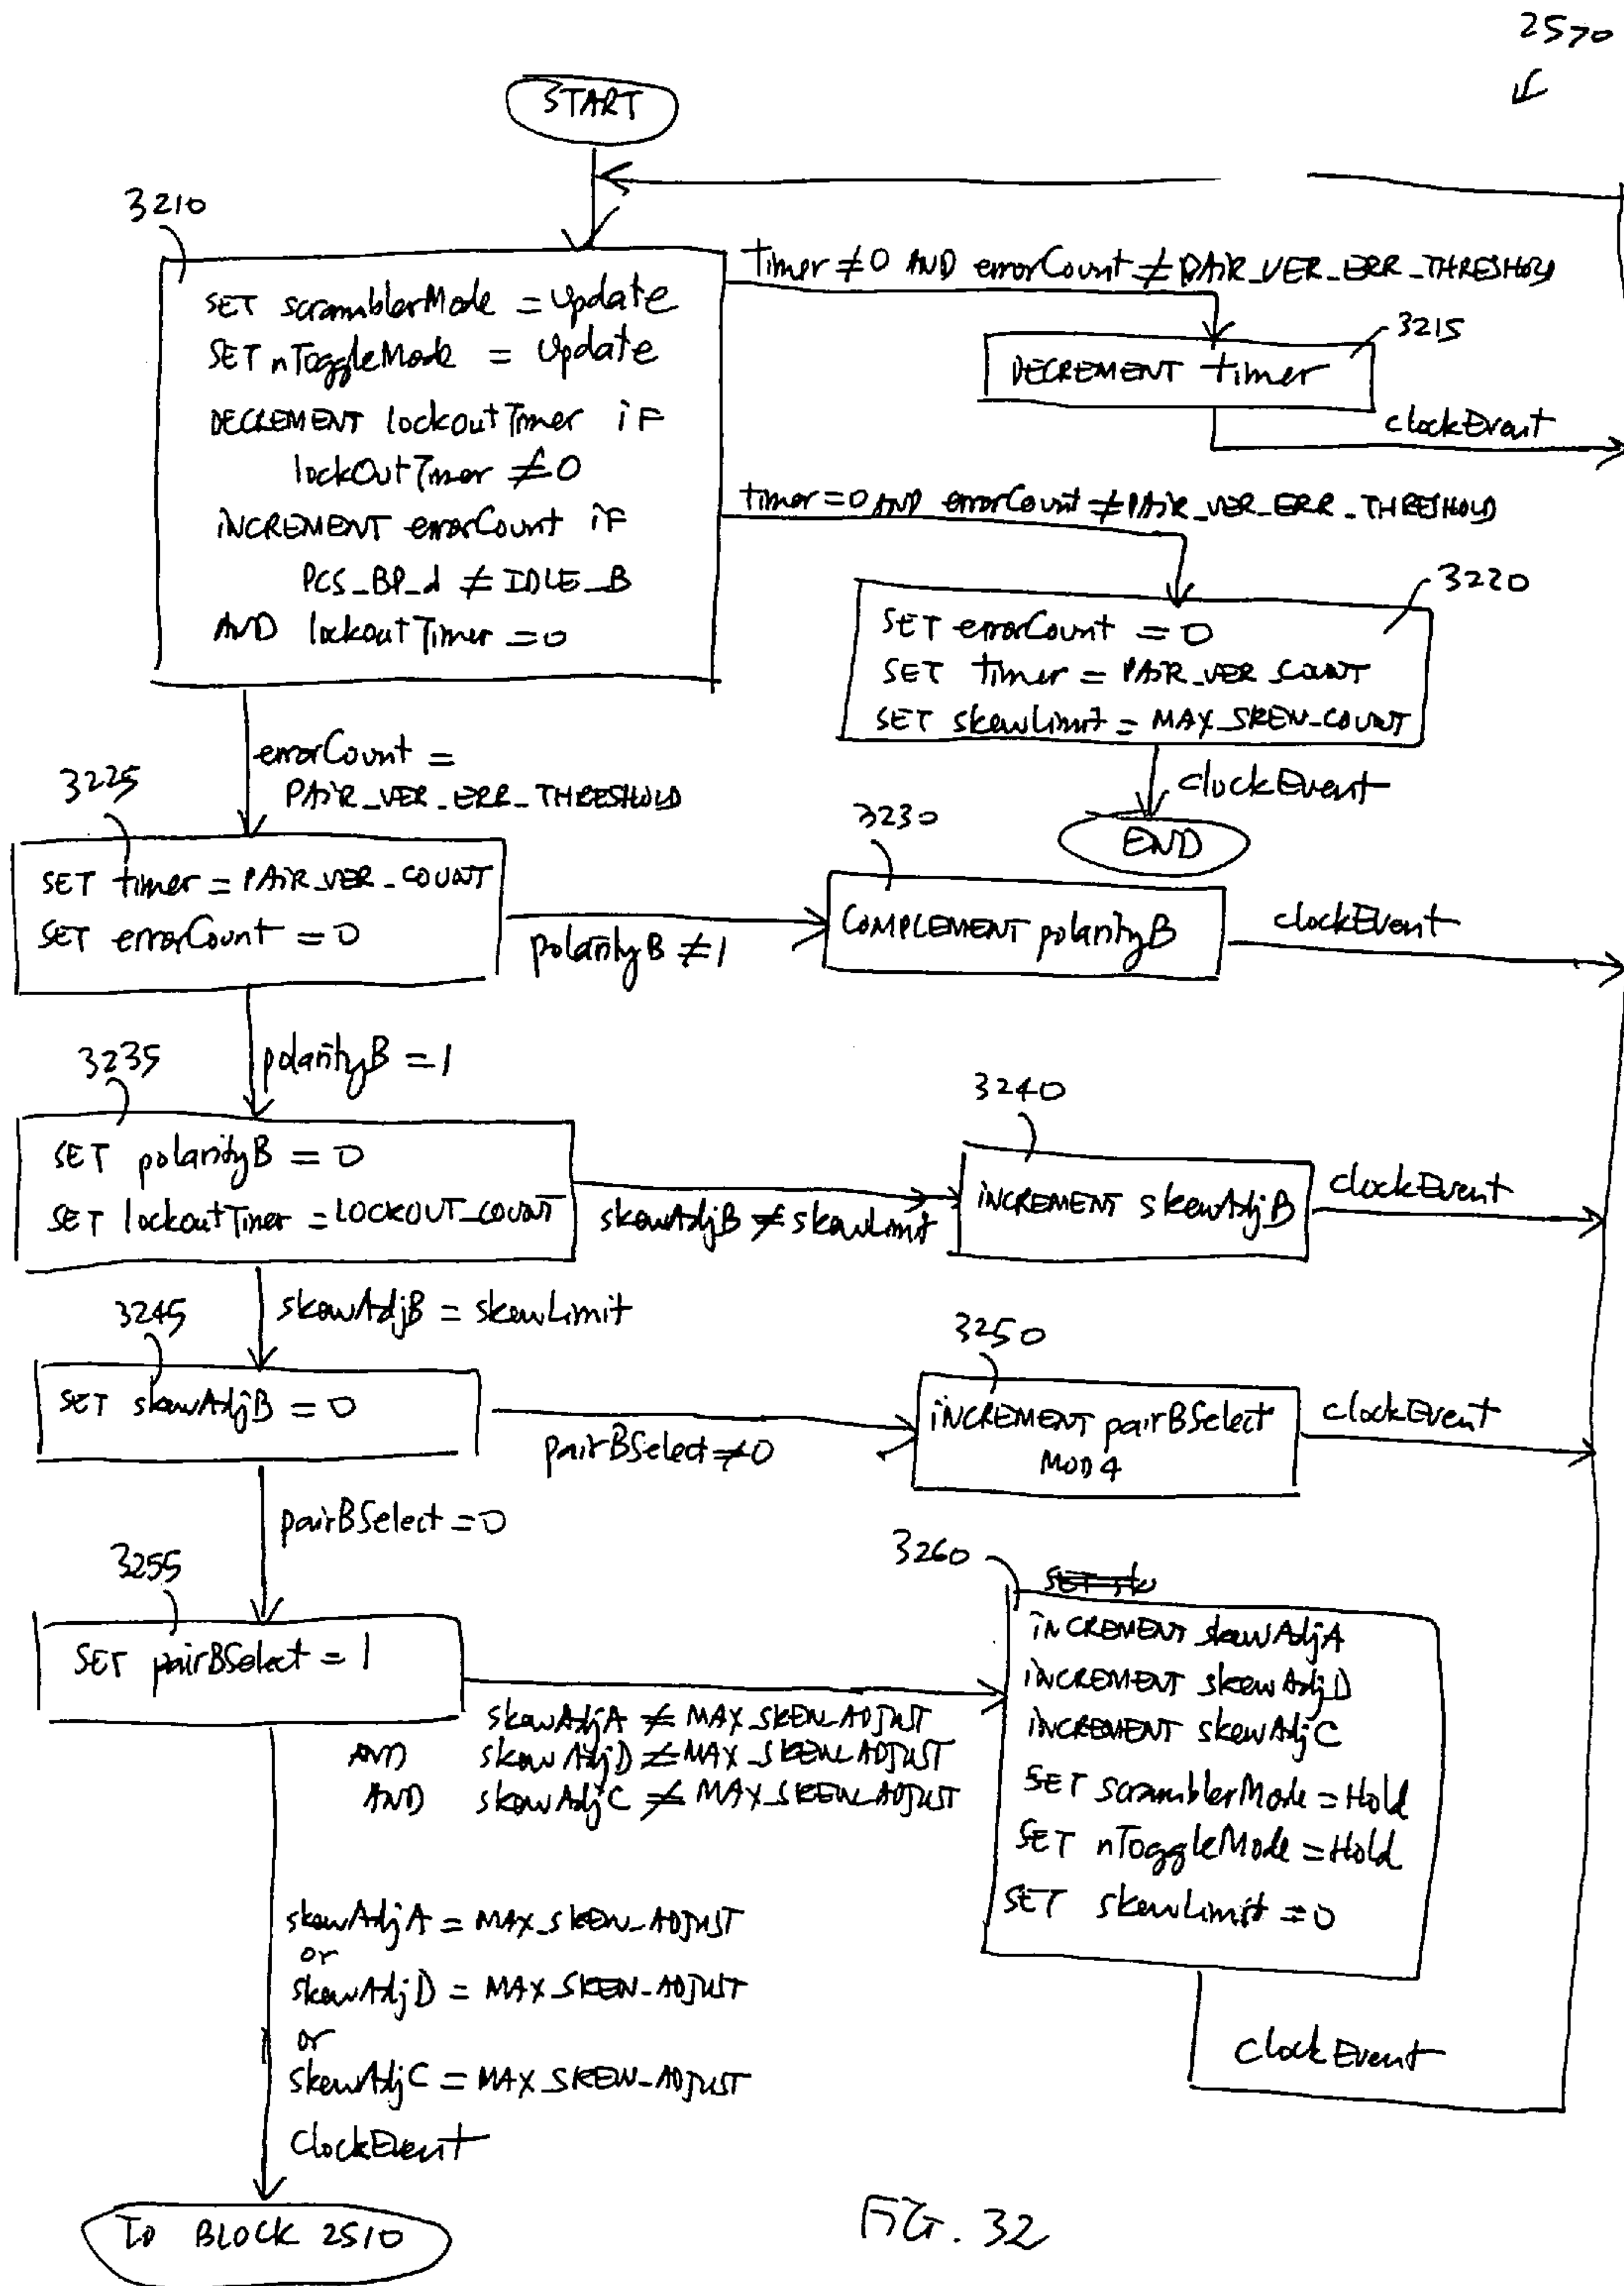 2570
START
3210
SET scramblerMode = Update
SET nToggleMode = Update
DECREMENT lockoutTimer iF
lockOutTimer ≠ 0
iNCREMENT errorCount iF
PCS_BP_d ≠ IDLE_B
AND lockoutTimer = 0
timer ≠ 0 AND errorCount ≠ PAiR_VER_ERR_THRESHOLD
3215
DECREMENT timer
clockEvent
timer = 0 AND errorCount ≠ PAiR_VER_ERR_THRESHOLD
3220
SET errorCount = 0
SET timer = PAiR_VER_COUNT
SET skewLimit = MAX_SKEW_COUNT
clockEvent
END
errorCount =
PAiR_VER_ERR_THRESHOLD
3225
SET timer = PAiR_VER_COUNT
SET errorCount = 0
polarityB ≠ 1
3230
COMPLEMENT polarityB
clockEvent
polarityB = 1
3235
SET polarityB = 0
SET lockoutTimer = LOCKOUT_COUNT
skewAdjB ≠ skewLimit
3240
iNCREMENT skewAdjB
clockEvent
skewAdjB = skewLimit
3245
SET skewAdjB = 0
pairBSelect ≠ 0
3250
iNCREMENT pairBSelect
MOD 4
clockEvent
pairBSelect = 0
3255
SET pairBSelect = 1
skewAdjA ≠ MAX_SKEW_ADJUST
AND skewAdjD ≠ MAX_SKEW_ADJUST
AND skewAdjC ≠ MAX_SKEW_ADJUST
3260
iNCREMENT skewAdjA
iNCREMENT skewAdjD
iNCREMENT skewAdjC
SET scramblerMode = Hold
SET nToggleMode = Hold
SET skewLimit = 0
clockEvent
skewAdjA = MAX_SKEW_ADJUST
or
skewAdjD = MAX_SKEW_ADJUST
or
skewAdjC = MAX_SKEW_ADJUST
ClockEvent
TO BLOCK 2510
FIG. 32